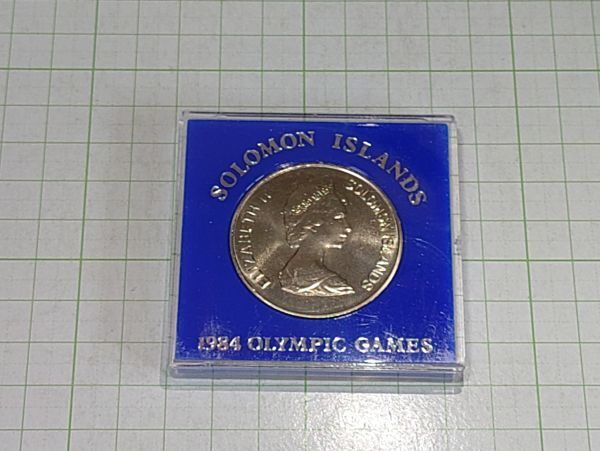 SOLOMON ISLANDS
ELIZABETH II
SOLOMON ISLANDS
1984 OLYMPIC GAMES